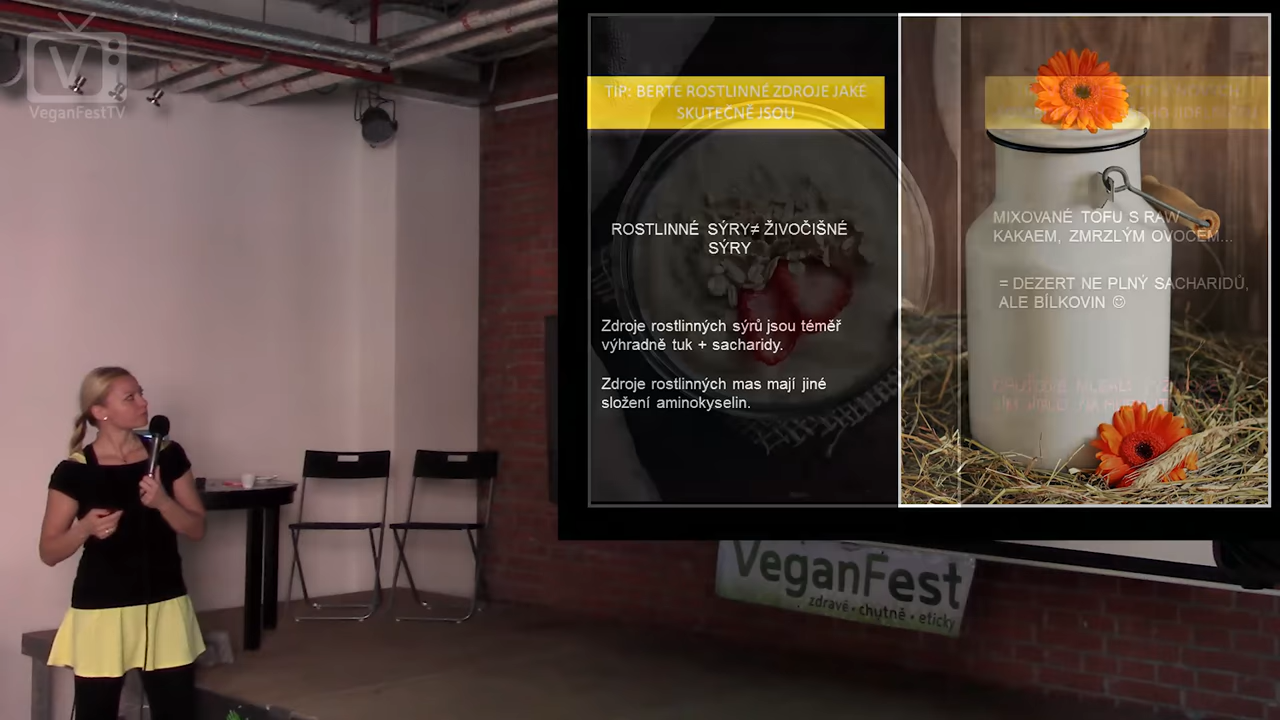 V
VeganFestTV
TIP: BERTE ROSTLINNÉ ZDROJE JAKÉ
SKUTEČNĚ JSOU
ROSTLINNÉ SÝRY≠ ŽIVOČIŠNÉ
SÝRY
Zdroje rostlinných sýrů jsou téměř
výhradně tuk + sacharidy.
Zdroje rostlinných mas mají jiné
složení aminokyselin.
MIXOVANÉ TOFU S RAW
KAKAEM, ZMRZLÝM OVOCEM...
= DEZERT NE PLNÝ SACHARIDŮ,
ALE BÍLKOVIN ☺
VeganFest
zdravě • chutně • eticky